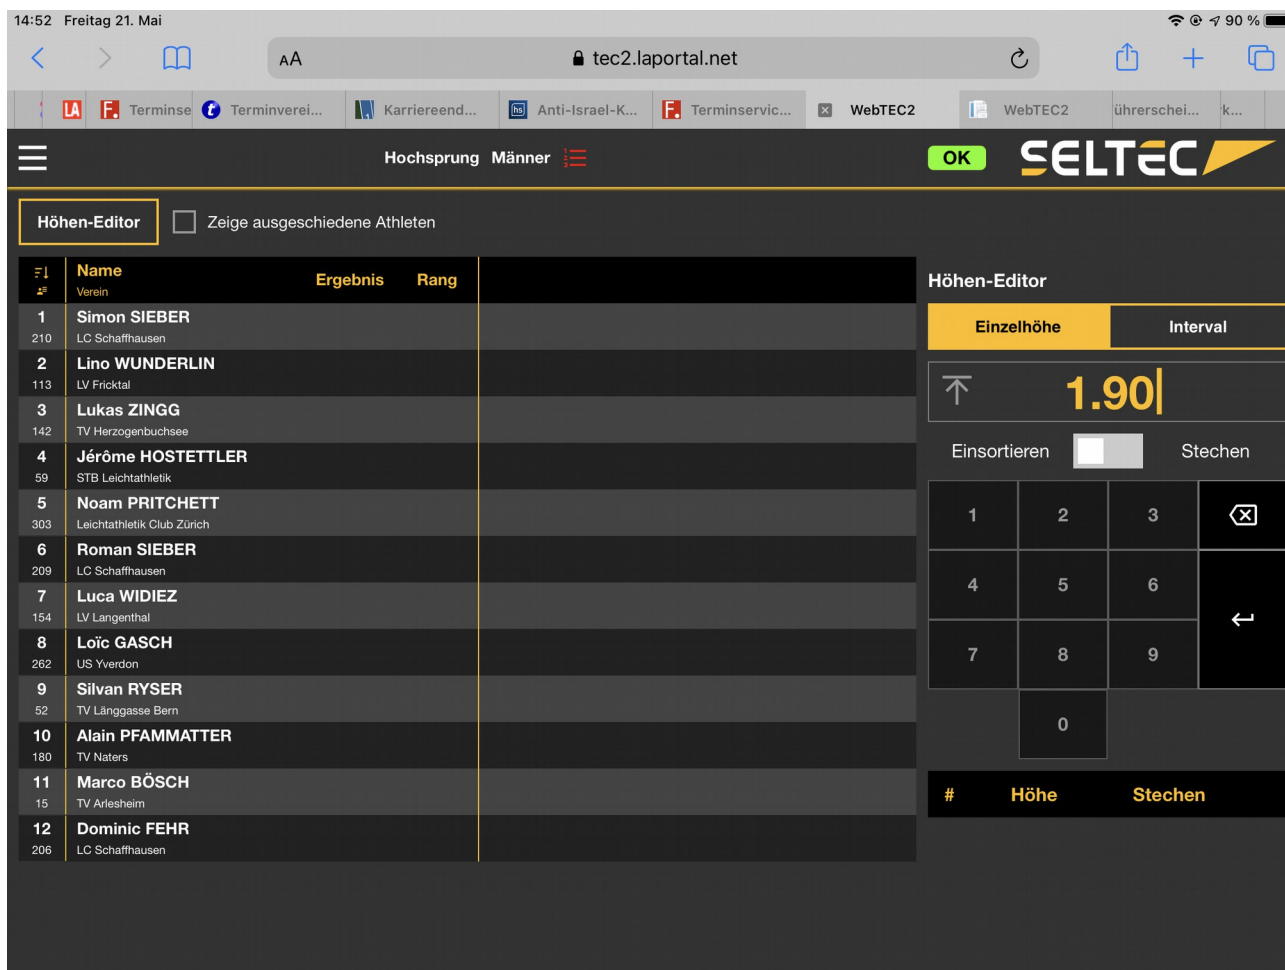 14:52 Freitag 21. Mai 90 %
AA tec2.laportal.net
LA F. Terminse t Terminverei... Karriereend... hs Anti-Israel-K... F. Terminservic... WebTEC2 WebTEC2 ührerschei... k...
Hochsprung Männer OK SELTEC
Höhen-Editor Zeige ausgeschiedene Athleten
Name Ergebnis Rang
Verein
1 Simon SIEBER
210 LC Schaffhausen
2 Lino WUNDERLIN
113 LV Fricktal
3 Lukas ZINGG
142 TV Herzogenbuchsee
4 Jérôme HOSTETTLER
59 STB Leichtathletik
5 Noam PRITCHETT
303 Leichtathletik Club Zürich
6 Roman SIEBER
209 LC Schaffhausen
7 Luca WIDIEZ
154 LV Langenthal
8 Loïc GASCH
262 US Yverdon
9 Silvan RYSER
52 TV Länggasse Bern
10 Alain PFAMMATTER
180 TV Naters
11 Marco BÖSCH
15 TV Arlesheim
12 Dominic FEHR
206 LC Schaffhausen
Höhen-Editor
Einzelhöhe Interval
1.90
Einsortieren Stechen
1 2 3
4 5 6
7 8 9
0
# Höhe Stechen